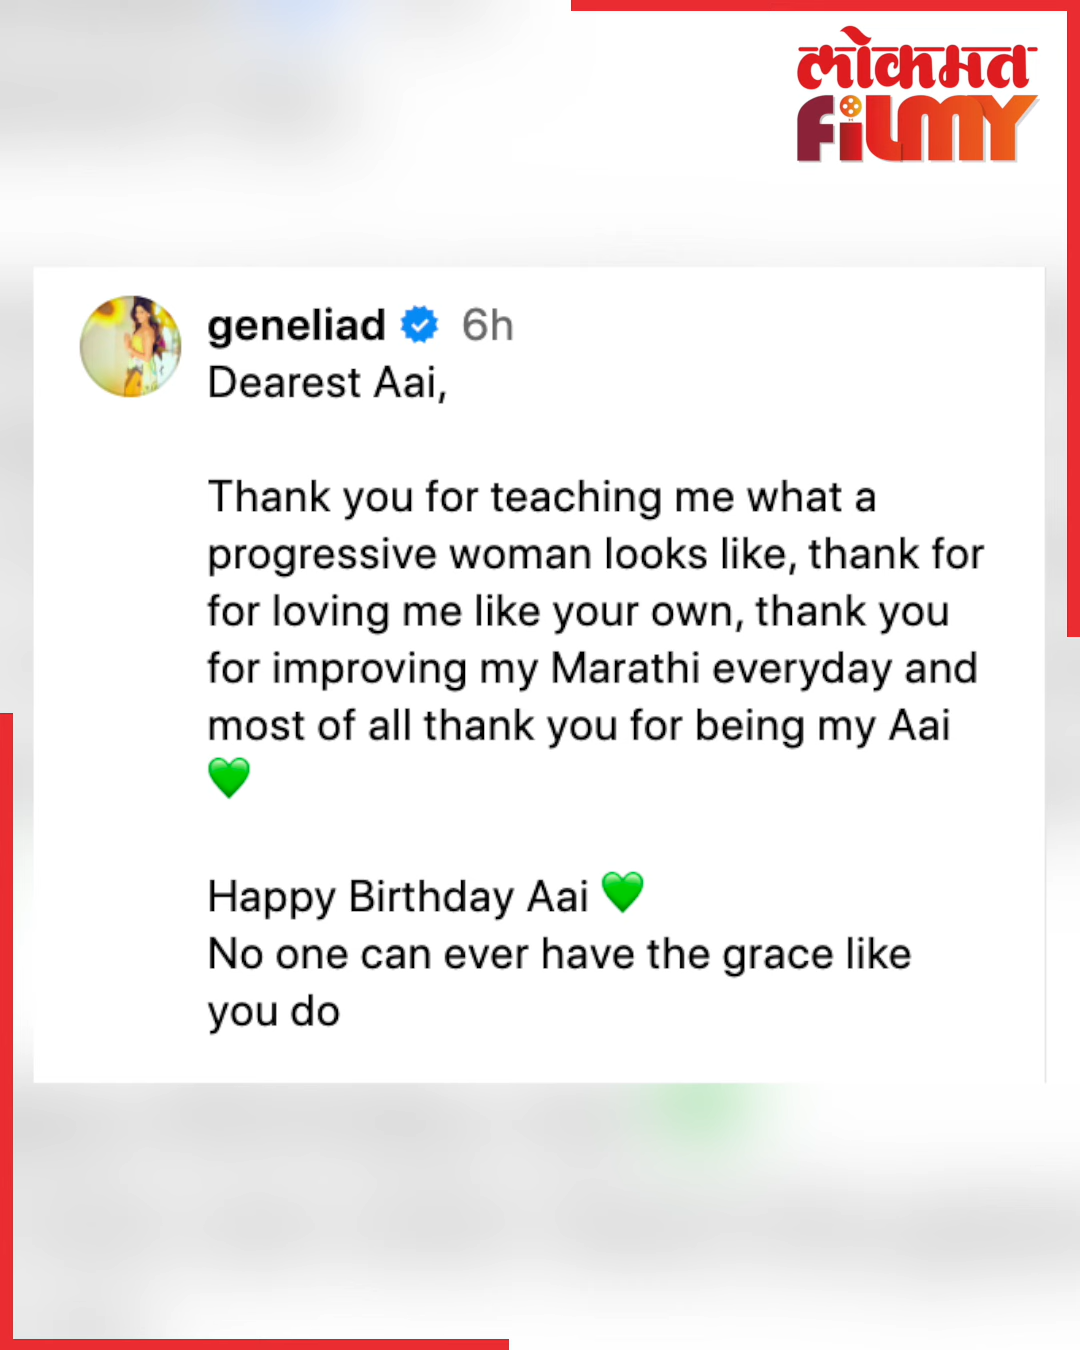 लोकमत
FILMY
geneliad 6h
Dearest Aai,
Thank you for teaching me what a
progressive woman looks like, thank for
for loving me like your own, thank you
for improving my Marathi everyday and
most of all thank you for being my Aai
💚
Happy Birthday Aai 💚
No one can ever have the grace like
you do